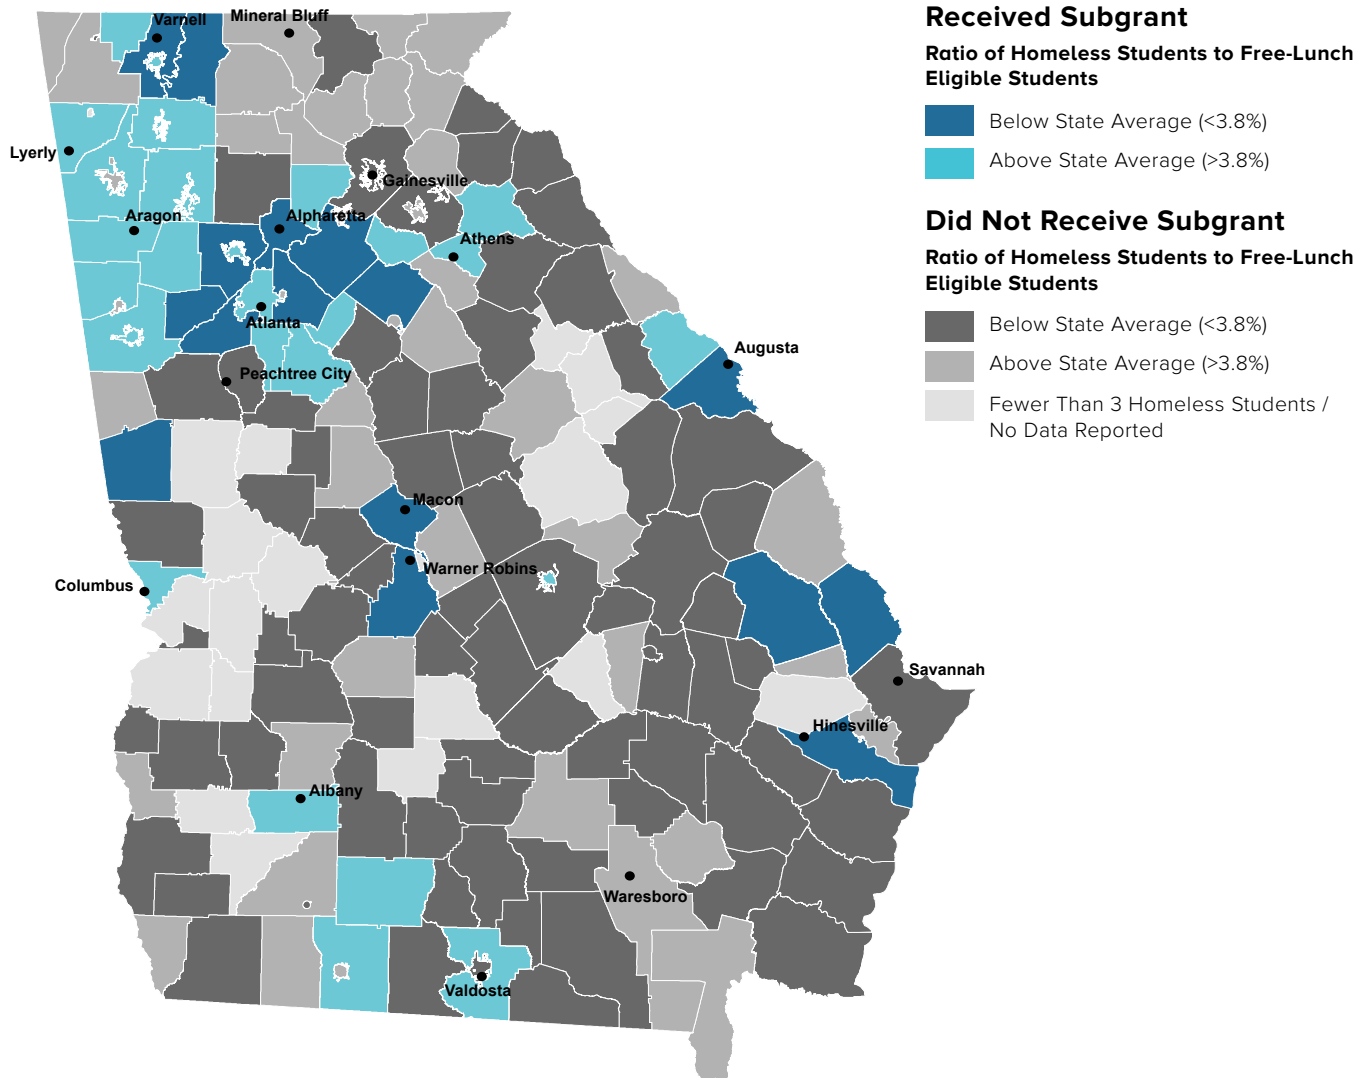 Received Subgrant
Ratio of Homeless Students to Free-Lunch
Eligible Students
Below State Average (<3.8%)
Above State Average (>3.8%)
Did Not Receive Subgrant
Ratio of Homeless Students to Free-Lunch
Eligible Students
Below State Average (<3.8%)
Above State Average (>3.8%)
Fewer Than 3 Homeless Students /
No Data Reported
Varnell
Mineral Bluff
Lyerly
Gainesville
Aragon
Alpharetta
Athens
Atlanta
Augusta
Peachtree City
Macon
Warner Robins
Columbus
Savannah
Hinesville
Albany
Waresboro
Valdosta